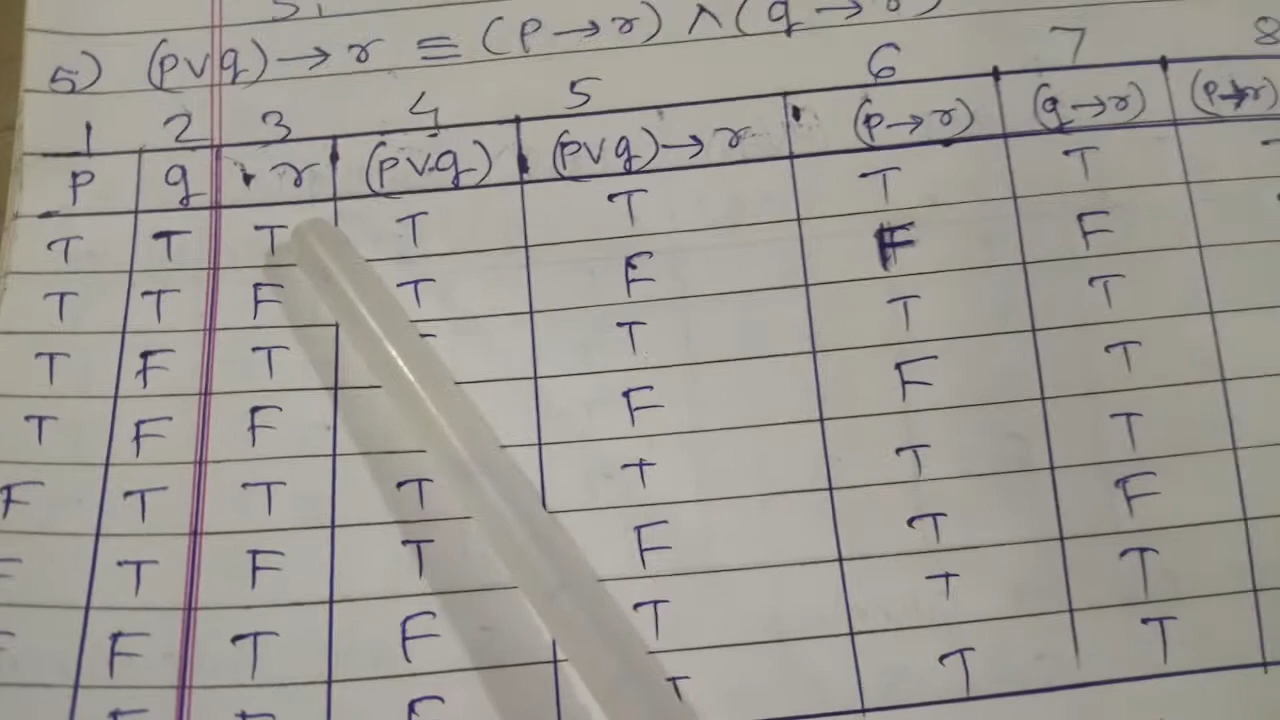 5) (p∨q)→r ≡ (p→r) ∧ (q→r)
1 2 3 4 5 6 7 8
p q r (p∨q) (p∨q)→r (p→r) (q→r) (p→r)
T T T T T T T
T T F T F F F
T F T T T T
T F F F F T
F T T T T T T
F T F T F T F
F F T F T T T
F F F T T T